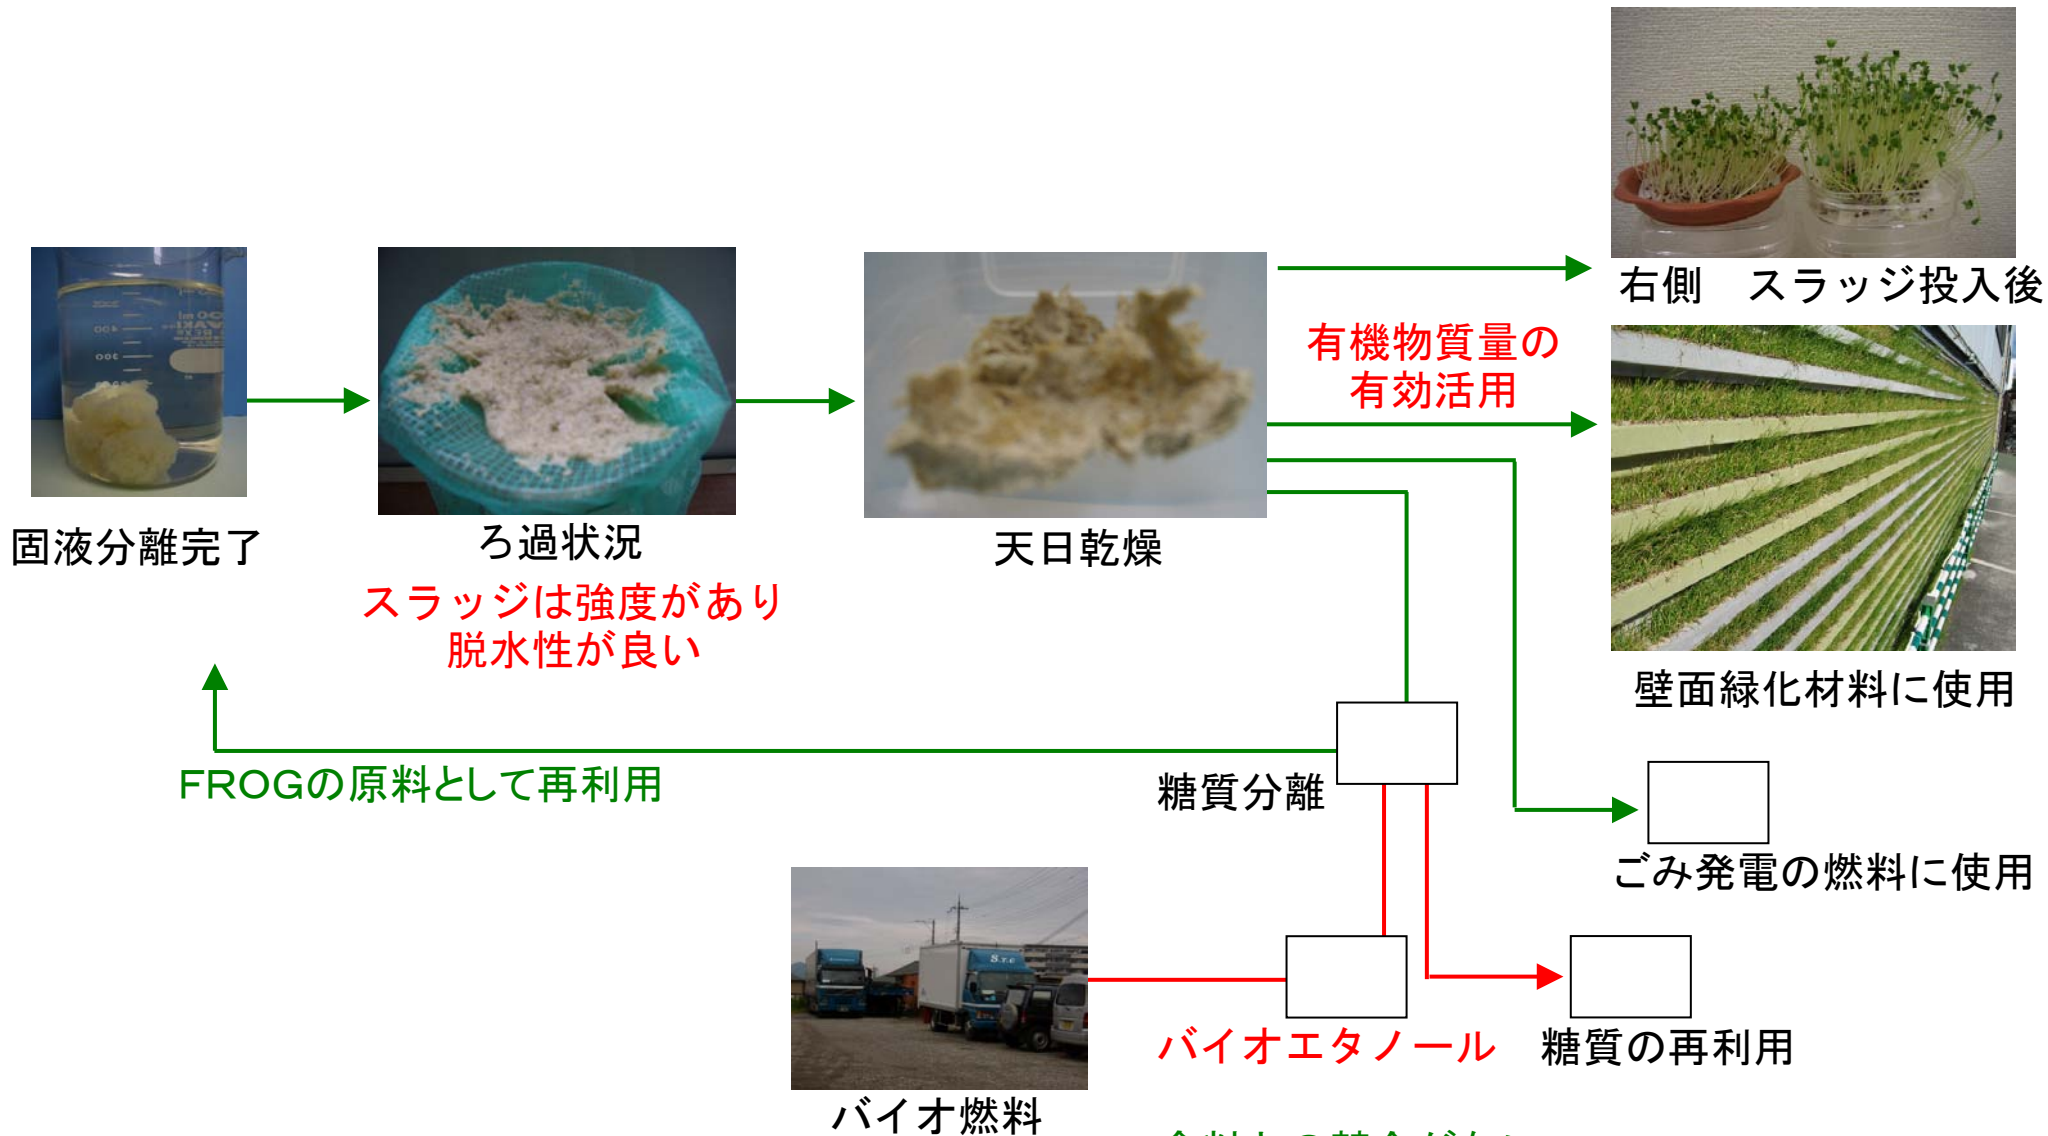 右側　スラッジ投入後
有機物質量の
有効活用
固液分離完了
ろ過状況
天日乾燥
スラッジは強度があり
脱水性が良い
壁面緑化材料に使用
FROGの原料として再利用
糖質分離
ごみ発電の燃料に使用
S.T.C
バイオエタノール
糖質の再利用
バイオ燃料